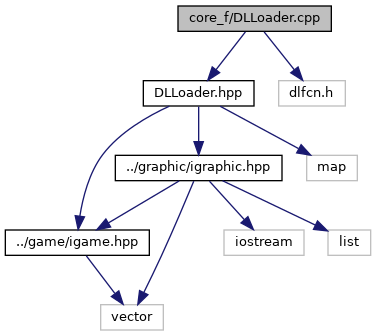 core_f/DLLoader.cpp
DLLoader.hpp
dlfcn.h
../graphic/igraphic.hpp
map
../game/igame.hpp
iostream
list
vector